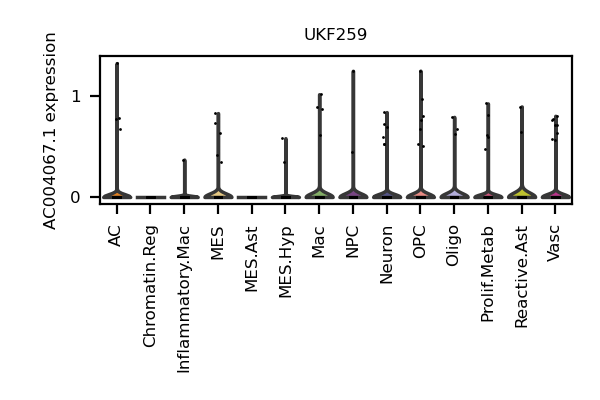 UKF259
AC004067.1 expression
1
0
AC
Chromatin.Reg
Inflammatory.Mac
MES
MES.Ast
MES.Hyp
Mac
NPC
Neuron
OPC
Oligo
Prolif.Metab
Reactive.Ast
Vasc